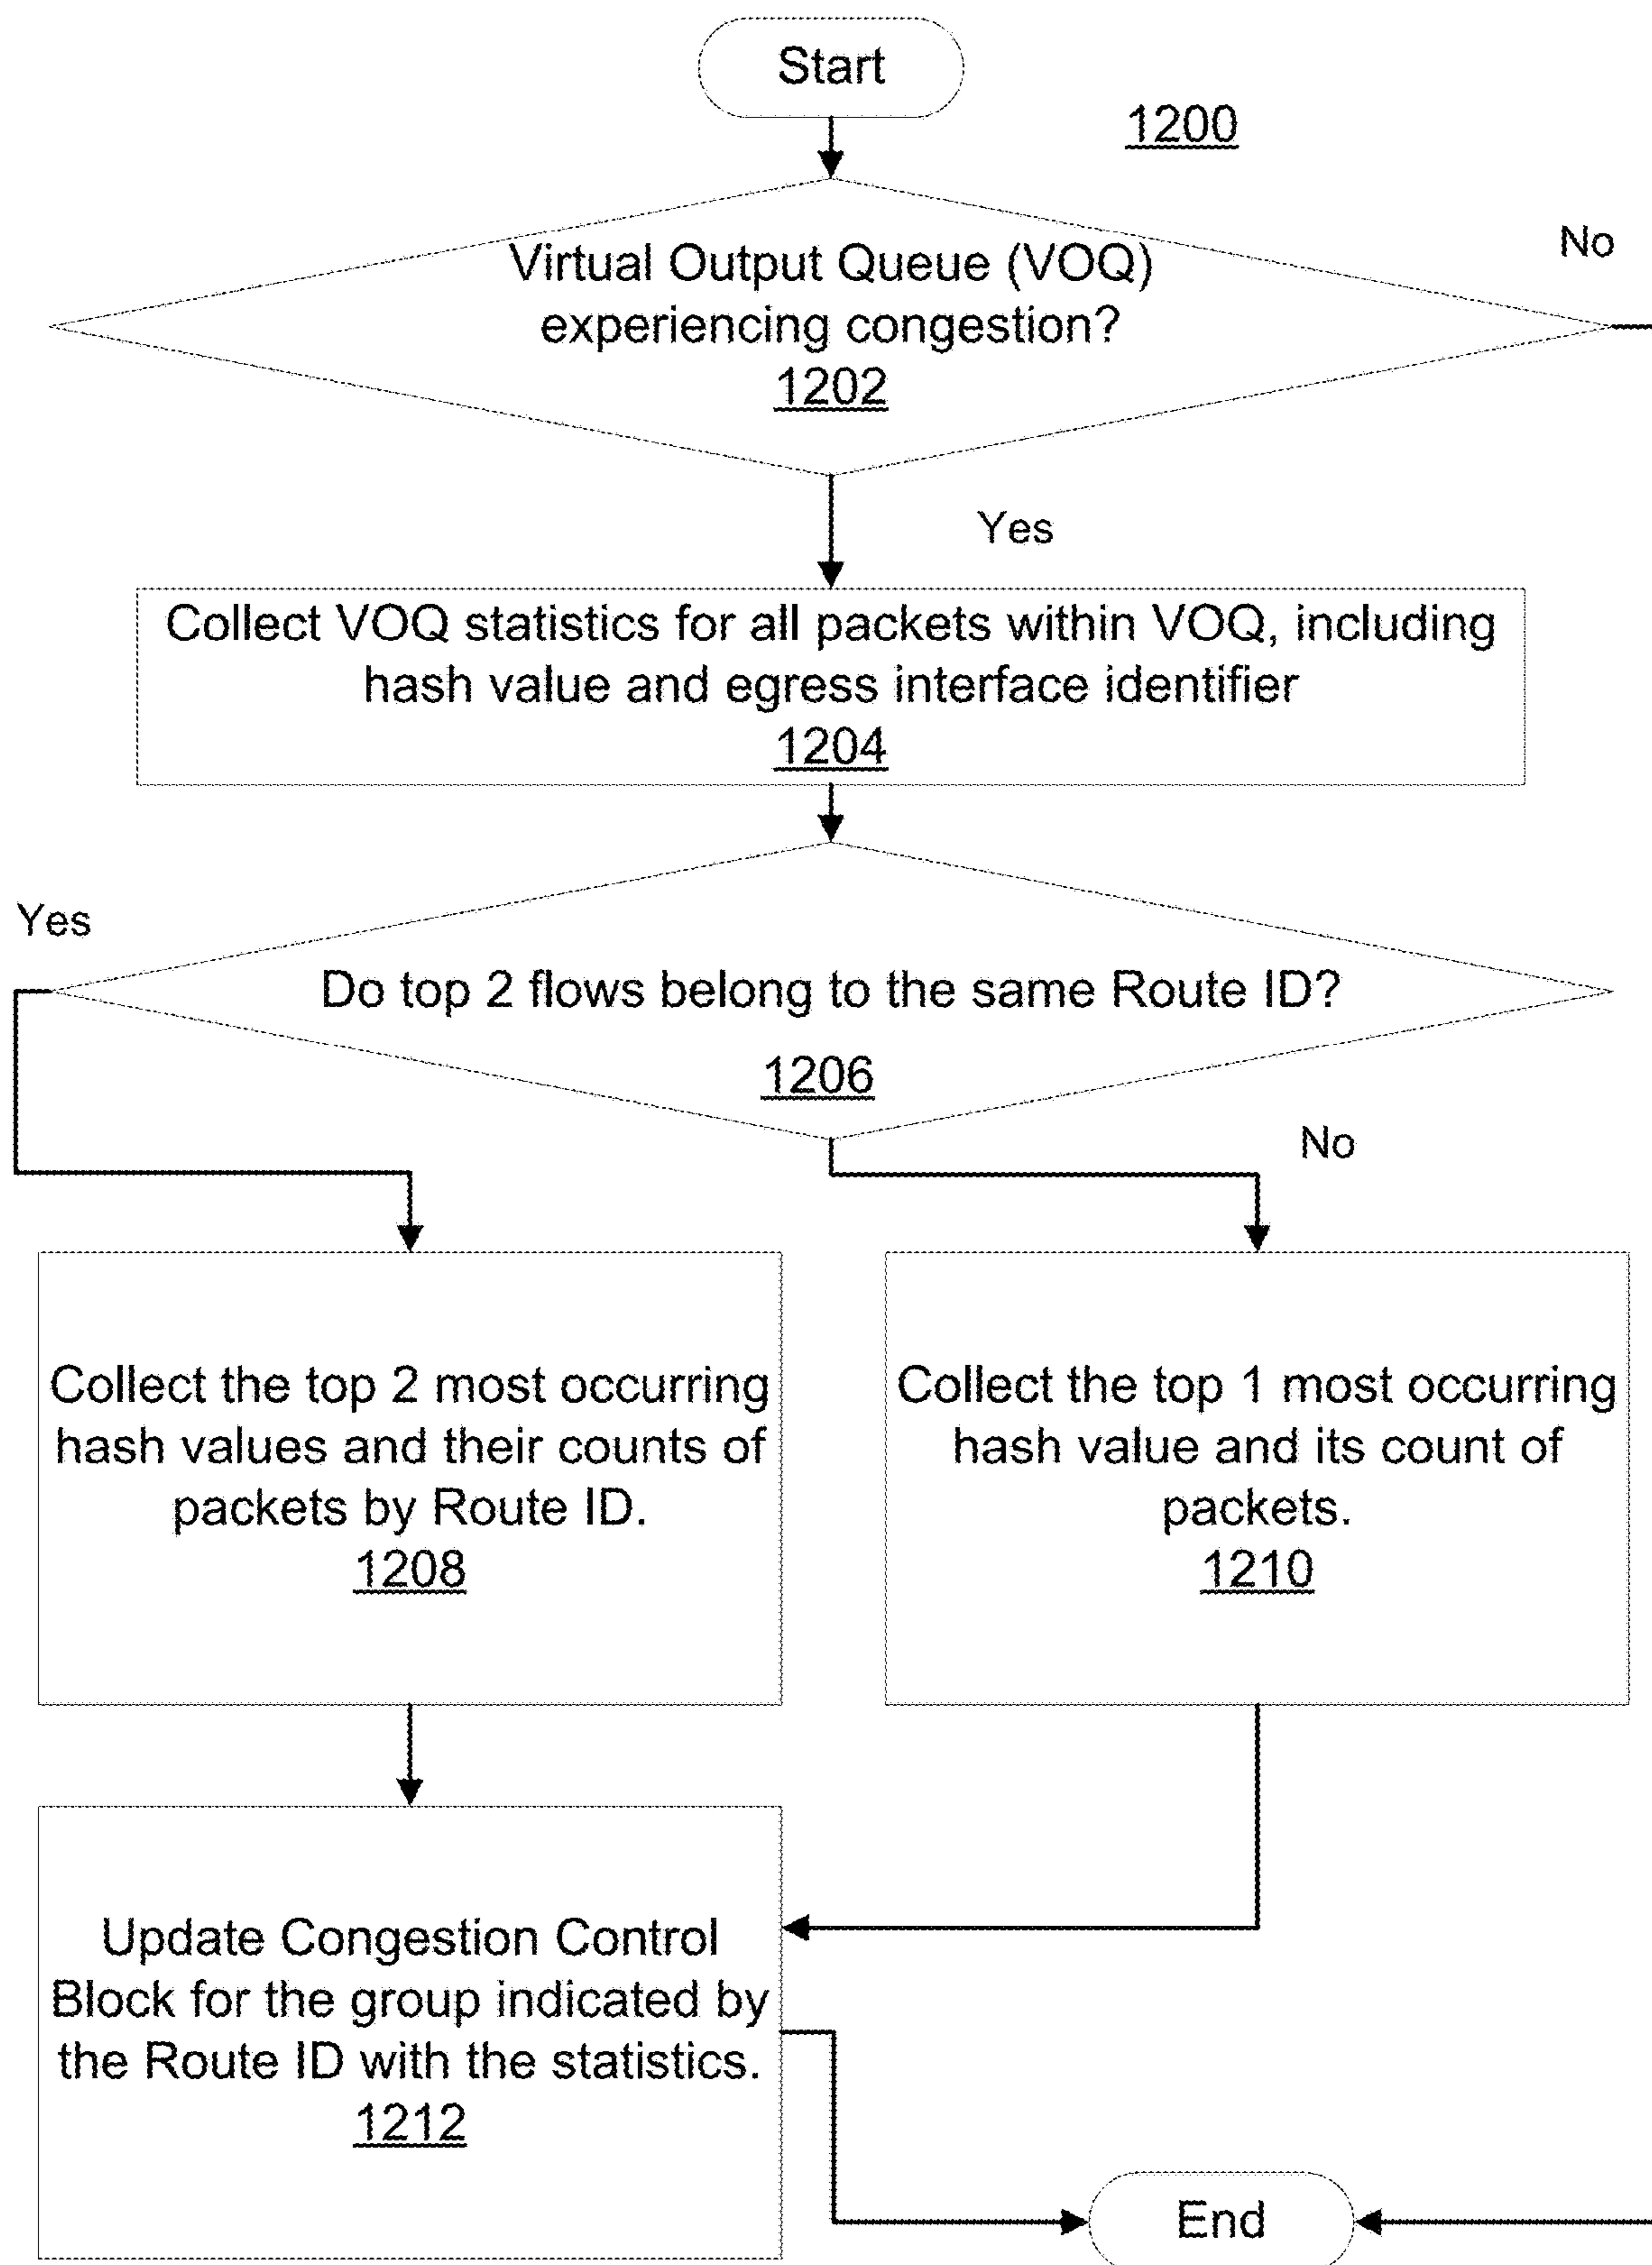 Start
1200
Virtual Output Queue (VOQ)
experiencing congestion?
1202
No
Yes
Collect VOQ statistics for all packets within VOQ, including
hash value and egress interface identifier
1204
Yes
Do top 2 flows belong to the same Route ID?
1206
No
Collect the top 2 most occurring
hash values and their counts of
packets by Route ID.
1208
Collect the top 1 most occurring
hash value and its count of
packets.
1210
Update Congestion Control
Block for the group indicated by
the Route ID with the statistics.
1212
End